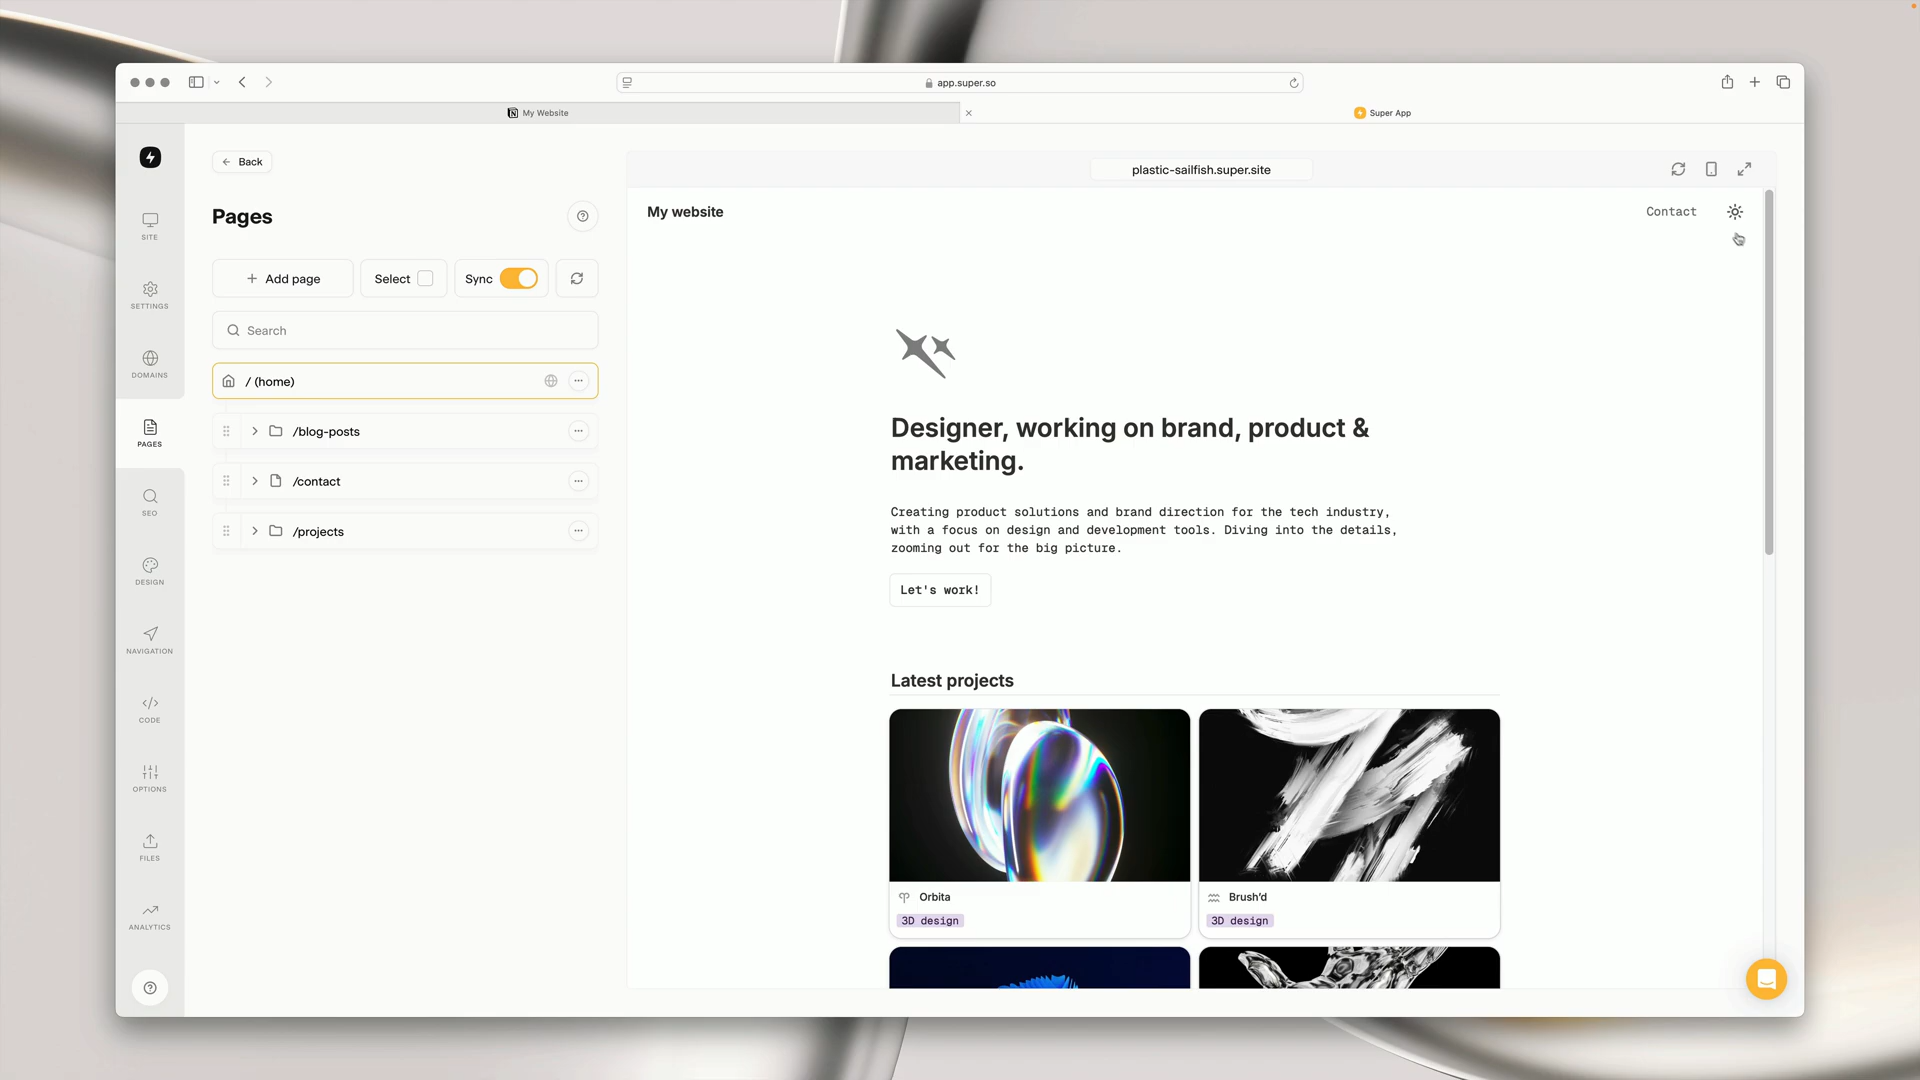 app.super.so
My Website
Super App
Back
plastic-sailfish.super.site
Pages
My website
Contact
SITE
Add page
Select
Sync
SETTINGS
Search
DOMAINS
/ (home)
PAGES
/blog-posts
/contact
/projects
SEO
DESIGN
NAVIGATION
CODE
OPTIONS
FILES
ANALYTICS
Designer, working on brand, product &
marketing.
Creating product solutions and brand direction for the tech industry,
with a focus on design and development tools. Diving into the details,
zooming out for the big picture.
Let's work!
Latest projects
Orbita
3D design
Brush'd
3D design